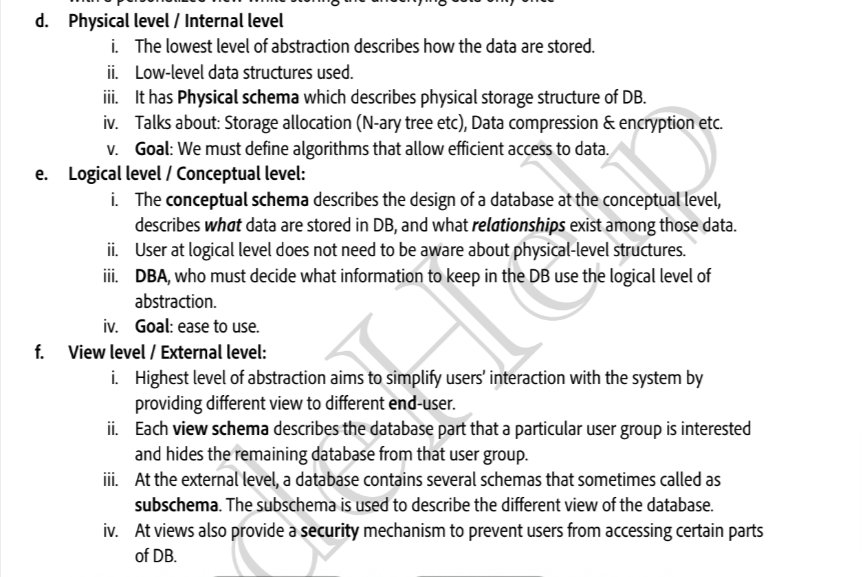 d. Physical level / Internal level
i. The lowest level of abstraction describes how the data are stored.
ii. Low-level data structures used.
iii. It has Physical schema which describes physical storage structure of DB.
iv. Talks about: Storage allocation (N-ary tree etc), Data compression & encryption etc.
v. Goal: We must define algorithms that allow efficient access to data.
e. Logical level / Conceptual level:
i. The conceptual schema describes the design of a database at the conceptual level,
describes what data are stored in DB, and what relationships exist among those data.
ii. User at logical level does not need to be aware about physical-level structures.
iii. DBA, who must decide what information to keep in the DB use the logical level of
abstraction.
iv. Goal: ease to use.
f. View level / External level:
i. Highest level of abstraction aims to simplify users’ interaction with the system by
providing different view to different end-user.
ii. Each view schema describes the database part that a particular user group is interested
and hides the remaining database from that user group.
iii. At the external level, a database contains several schemas that sometimes called as
subschema. The subschema is used to describe the different view of the database.
iv. At views also provide a security mechanism to prevent users from accessing certain parts
of DB.
deHelp